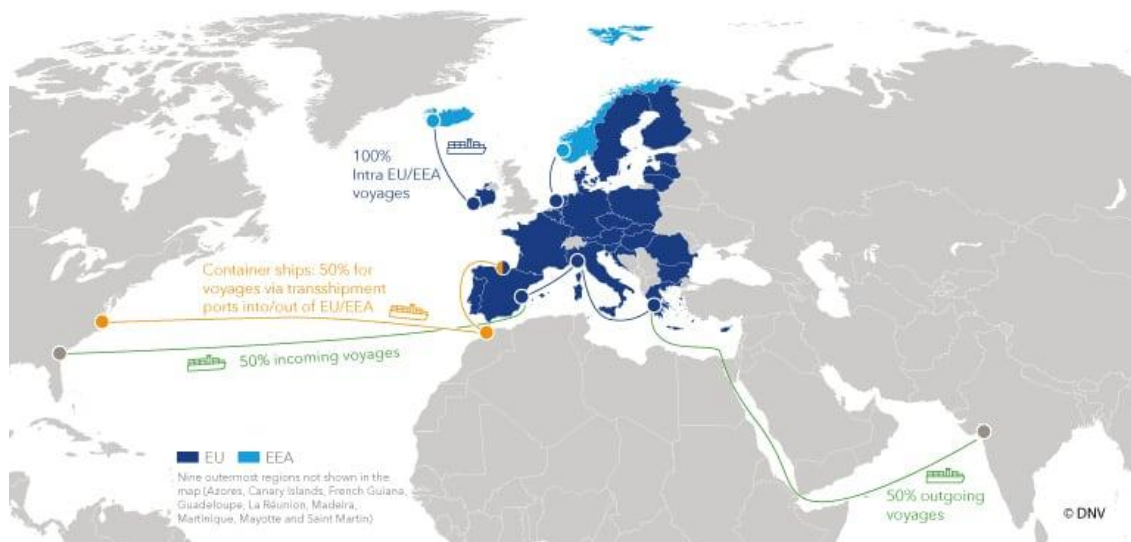 100%
Intra EU/EEA
voyages
Container ships: 50% for
voyages via transshipment
ports into/out of EU/EEA
50% incoming voyages
EU
EEA
Nine outermost regions not shown in the
map (Azores, Canary Islands, French Guiana,
Guadeloupe, La Réunion, Madeira,
Martinique, Mayotte and Saint Martin)
50% outgoing
voyages
© DNV